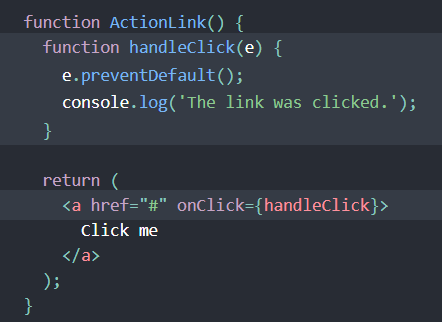 function ActionLink() {
  function handleClick(e) {
    e.preventDefault();
    console.log('The link was clicked.');
  }

  return (
    <a href="#" onClick={handleClick}>
      Click me
    </a>
  );
}